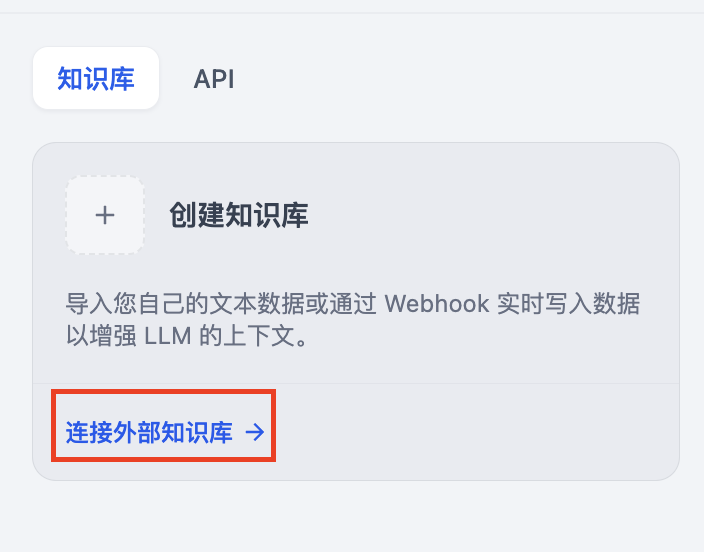 知识库
API
创建知识库
导入您自己的文本数据或通过 Webhook 实时写入数据
以增强 LLM 的上下文。
连接外部知识库 →